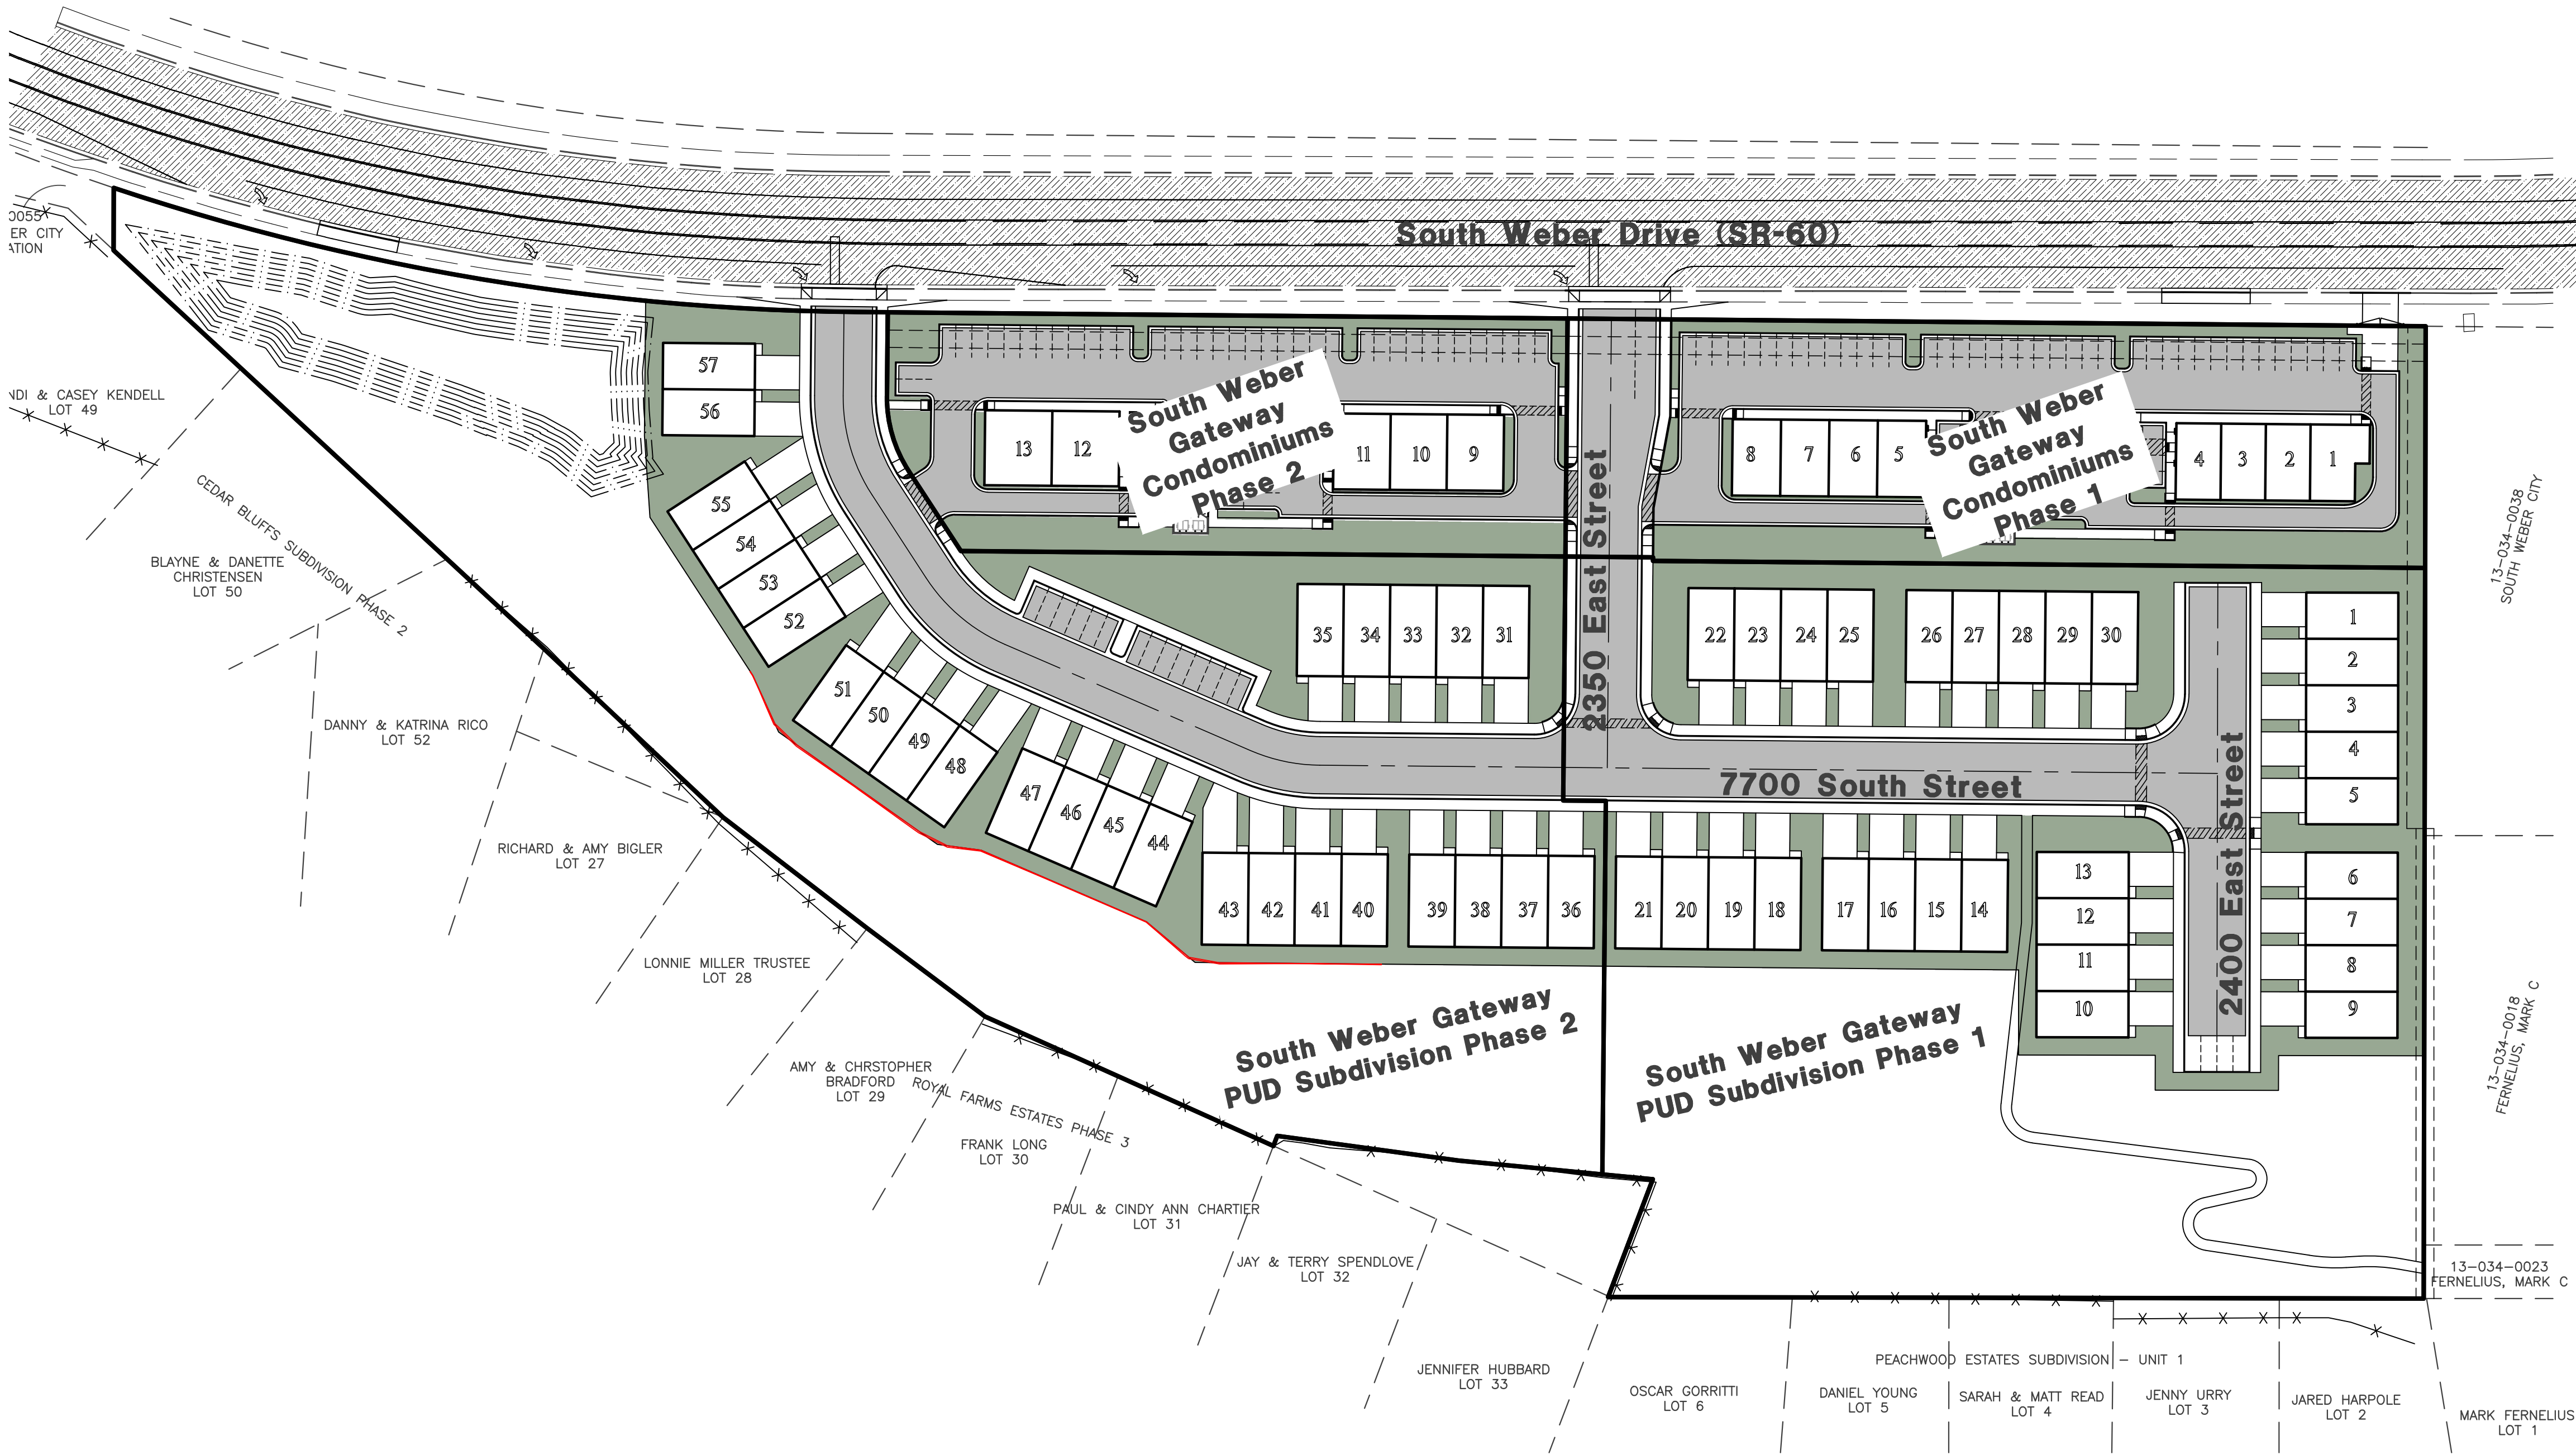 South Weber Drive (SR-60)
0055
ER CITY
ATION
NDI & CASEY KENDELL
LOT 49
CEDAR BLUFFS SUBDIVISION PHASE 2
BLAYNE & DANETTE
CHRISTENSEN
LOT 50
DANNY & KATRINA RICO
LOT 52
RICHARD & AMY BIGLER
LOT 27
LONNIE MILLER TRUSTEE
LOT 28
AMY & CHRSTOPHER
BRADFORD
LOT 29
ROYAL FARMS ESTATES PHASE 3
FRANK LONG
LOT 30
PAUL & CINDY ANN CHARTIER
LOT 31
JAY & TERRY SPENDLOVE
LOT 32
JENNIFER HUBBARD
LOT 33
57
56
55
54
53
52
51
50
49
48
47
46
45
44
43 42 41 40
39 38 37 36
21 20 19 18
17 16 15 14
13 12
South Weber
Gateway
Condominiums
Phase 2
11 10 9
2350 East Street
8 7 6 5
South Weber
Gateway
Condominiums
Phase 1
4 3 2 1
35 34 33 32 31
22 23 24 25
26 27 28 29 30
7700 South Street
2400 East Street
1
2
3
4
5
6
7
8
9
13
12
11
10
South Weber Gateway
PUD Subdivision Phase 2
South Weber Gateway
PUD Subdivision Phase 1
13-034-0038
SOUTH WEBER CITY
13-034-0018
FERNELIUS, MARK C
13-034-0023
FERNELIUS, MARK C
PEACHWOOD ESTATES SUBDIVISION - UNIT 1
OSCAR GORRITTI
LOT 6
DANIEL YOUNG
LOT 5
SARAH & MATT READ
LOT 4
JENNY URRY
LOT 3
JARED HARPOLE
LOT 2
MARK FERNELIUS
LOT 1